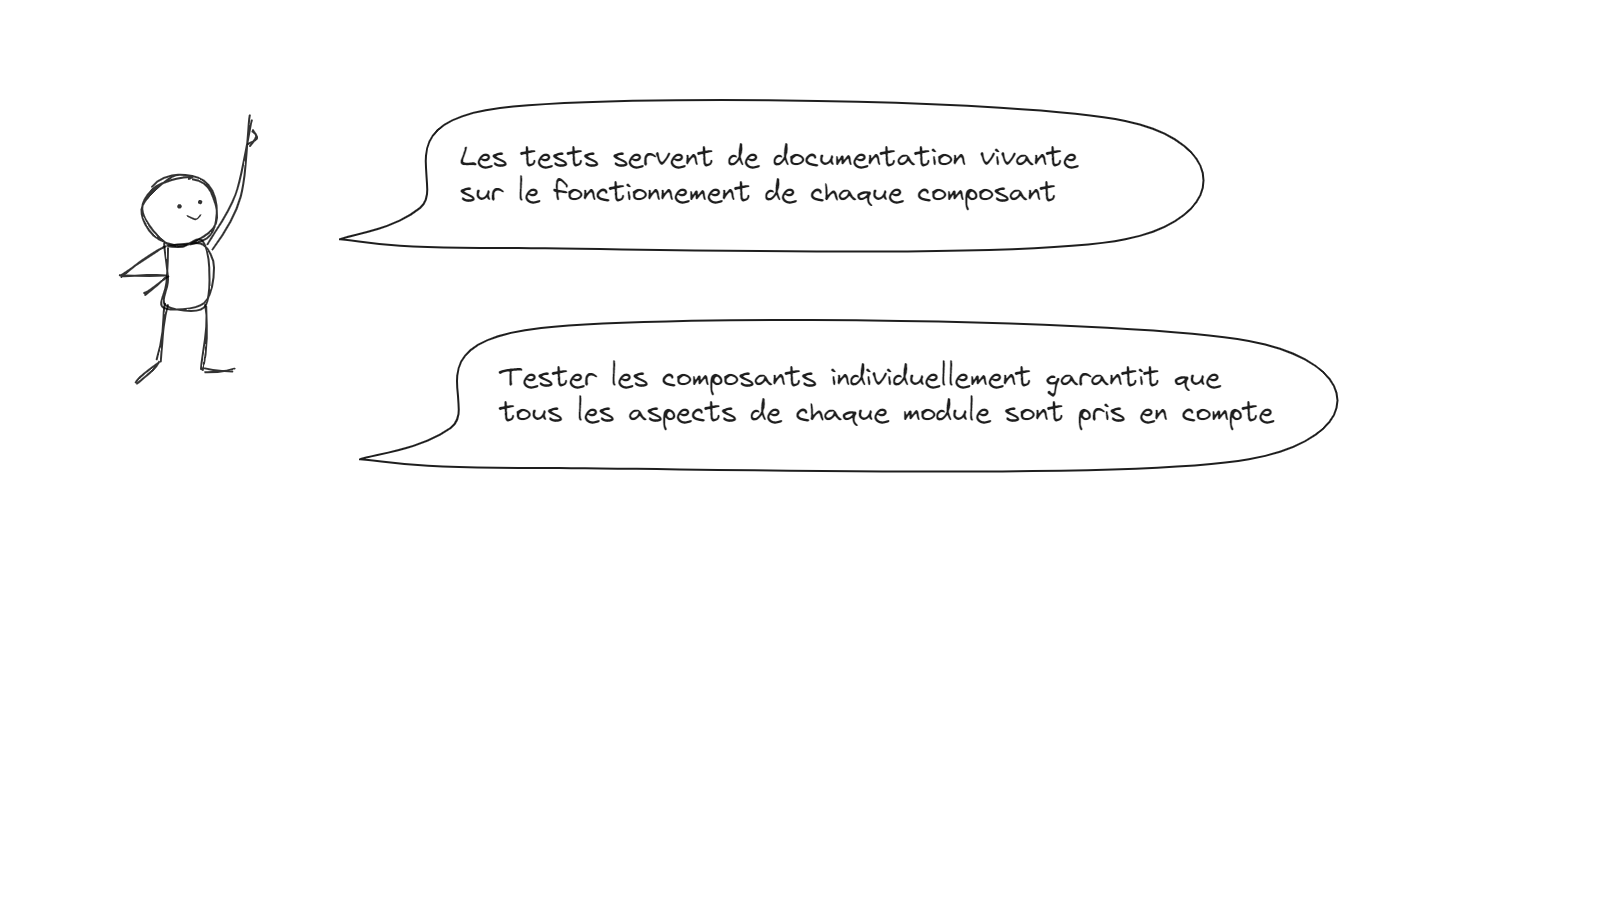 Les tests servent de documentation vivante
sur le fonctionnement de chaque composant
Tester les composants individuellement garantit que
tous les aspects de chaque module sont pris en compte